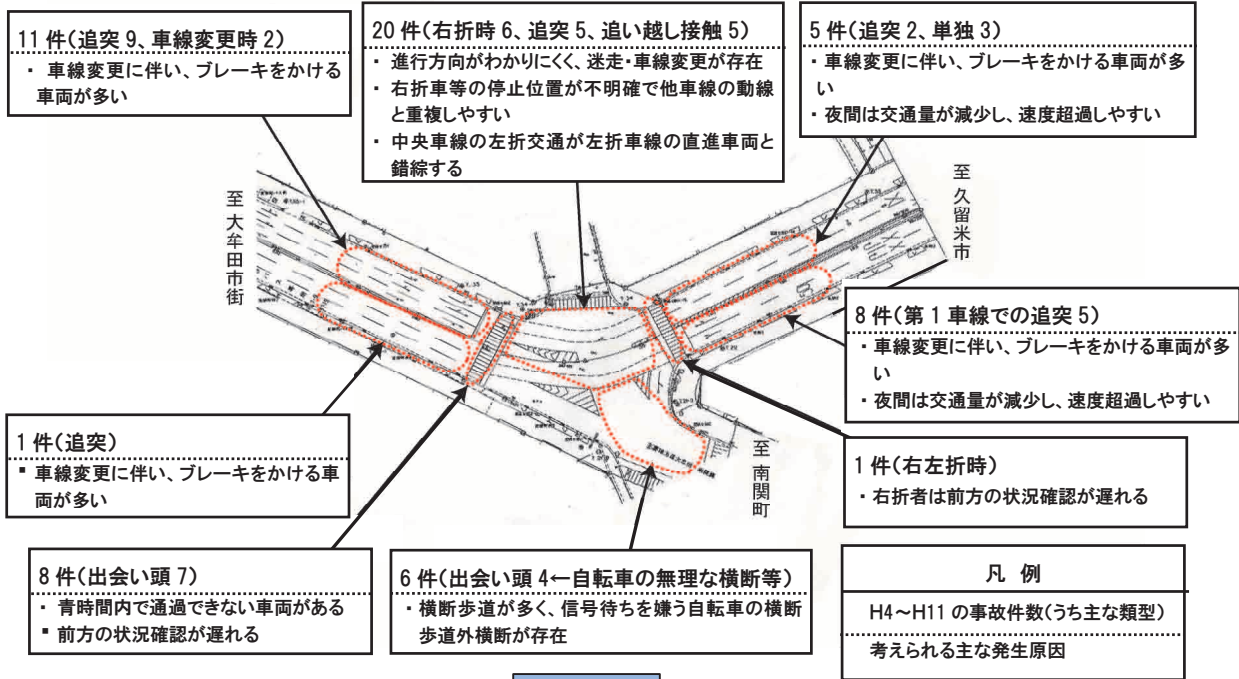 11 件(追突 9、車線変更時 2)
・ 車線変更に伴い、ブレーキをかける
車両が多い
20 件(右折時 6、追突 5、追い越し接触 5)
・ 進行方向がわかりにくく、迷走・車線変更が存在
・ 右折車等の停止位置が不明確で他車線の動線
と重複しやすい
・ 中央車線の左折交通が左折車線の直進車両と
錯綜する
5 件(追突 2、単独 3)
・車線変更に伴い、ブレーキをかける車両が多
い
・夜間は交通量が減少し、速度超過しやすい
至 大牟田市街
至 久留米市
8 件(第 1 車線での追突 5)
・車線変更に伴い、ブレーキをかける車両が多
い
・夜間は交通量が減少し、速度超過しやすい
1 件(追突)
▪ 車線変更に伴い、ブレーキをかける車
両が多い
至 南関町
1 件(右左折時)
・右折者は前方の状況確認が遅れる
8 件(出会い頭 7)
・ 青時間内で通過できない車両がある
▪ 前方の状況確認が遅れる
6 件(出会い頭 4←自転車の無理な横断等)
・横断歩道が多く、信号待ちを嫌う自転車の横断
歩道外横断が存在
凡 例
H4～H11 の事故件数(うち主な類型)
考えられる主な発生原因